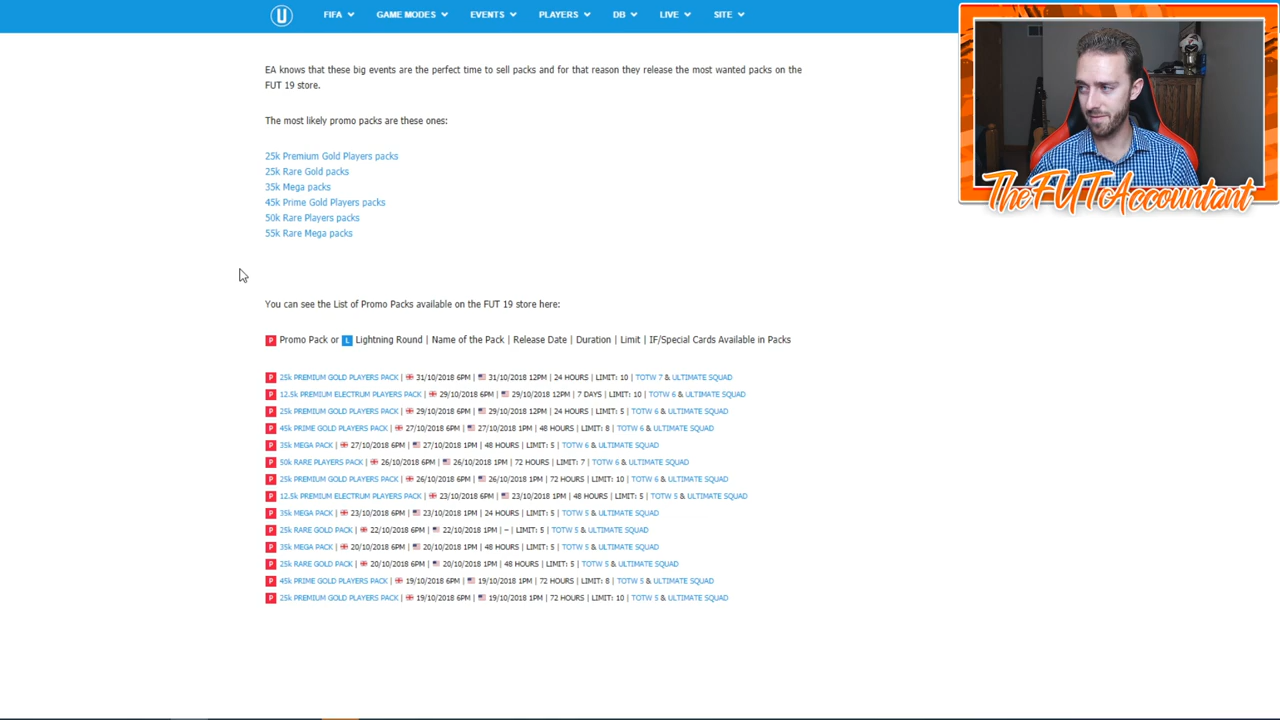 U FIFA GAME MODES EVENTS PLAYERS DB LIVE SITE
EA knows that these big events are the perfect time to sell packs and for that reason they release the most wanted packs on the
FUT 19 store.
The most likely promo packs are these ones:
25k Premium Gold Players packs
25k Rare Gold packs
35k Mega packs
45k Prime Gold Players packs
50k Rare Players packs
55k Rare Mega packs
You can see the List of Promo Packs available on the FUT 19 store here:
P Promo Pack or L Lightning Round | Name of the Pack | Release Date | Duration | Limit | IF/Special Cards Available in Packs
P 25k PREMIUM GOLD PLAYERS PACK | 31/10/2018 6PM | 31/10/2018 12PM | 24 HOURS | LIMIT: 10 | TOTW 7 & ULTIMATE SQUAD
P 12.5k PREMIUM ELECTRUM PLAYERS PACK | 29/10/2018 6PM | 29/10/2018 12PM | 7 DAYS | LIMIT: 10 | TOTW 6 & ULTIMATE SQUAD
P 25k PREMIUM GOLD PLAYERS PACK | 29/10/2018 6PM | 29/10/2018 12PM | 24 HOURS | LIMIT: 5 | TOTW 6 & ULTIMATE SQUAD
P 45k PRIME GOLD PLAYERS PACK | 27/10/2018 6PM | 27/10/2018 1PM | 48 HOURS | LIMIT: 8 | TOTW 6 & ULTIMATE SQUAD
P 35k MEGA PACK | 27/10/2018 6PM | 27/10/2018 1PM | 48 HOURS | LIMIT: 5 | TOTW 6 & ULTIMATE SQUAD
P 50k RARE PLAYERS PACK | 26/10/2018 6PM | 26/10/2018 1PM | 72 HOURS | LIMIT: 7 | TOTW 6 & ULTIMATE SQUAD
P 25k PREMIUM GOLD PLAYERS PACK | 26/10/2018 6PM | 26/10/2018 1PM | 72 HOURS | LIMIT: 10 | TOTW 6 & ULTIMATE SQUAD
P 12.5k PREMIUM ELECTRUM PLAYERS PACK | 23/10/2018 6PM | 23/10/2018 1PM | 48 HOURS | LIMIT: 5 | TOTW 5 & ULTIMATE SQUAD
P 35k MEGA PACK | 23/10/2018 6PM | 23/10/2018 1PM | 24 HOURS | LIMIT: 5 | TOTW 5 & ULTIMATE SQUAD
P 25k RARE GOLD PACK | 22/10/2018 6PM | 22/10/2018 1PM | – | LIMIT: 5 | TOTW 5 & ULTIMATE SQUAD
P 35k MEGA PACK | 20/10/2018 6PM | 20/10/2018 1PM | 48 HOURS | LIMIT: 5 | TOTW 5 & ULTIMATE SQUAD
P 25k RARE GOLD PACK | 20/10/2018 6PM | 20/10/2018 1PM | 48 HOURS | LIMIT: 5 | TOTW 5 & ULTIMATE SQUAD
P 45k PRIME GOLD PLAYERS PACK | 19/10/2018 6PM | 19/10/2018 1PM | 72 HOURS | LIMIT: 8 | TOTW 5 & ULTIMATE SQUAD
P 25k PREMIUM GOLD PLAYERS PACK | 19/10/2018 6PM | 19/10/2018 1PM | 72 HOURS | LIMIT: 10 | TOTW 5 & ULTIMATE SQUAD
TheFUTAccountant